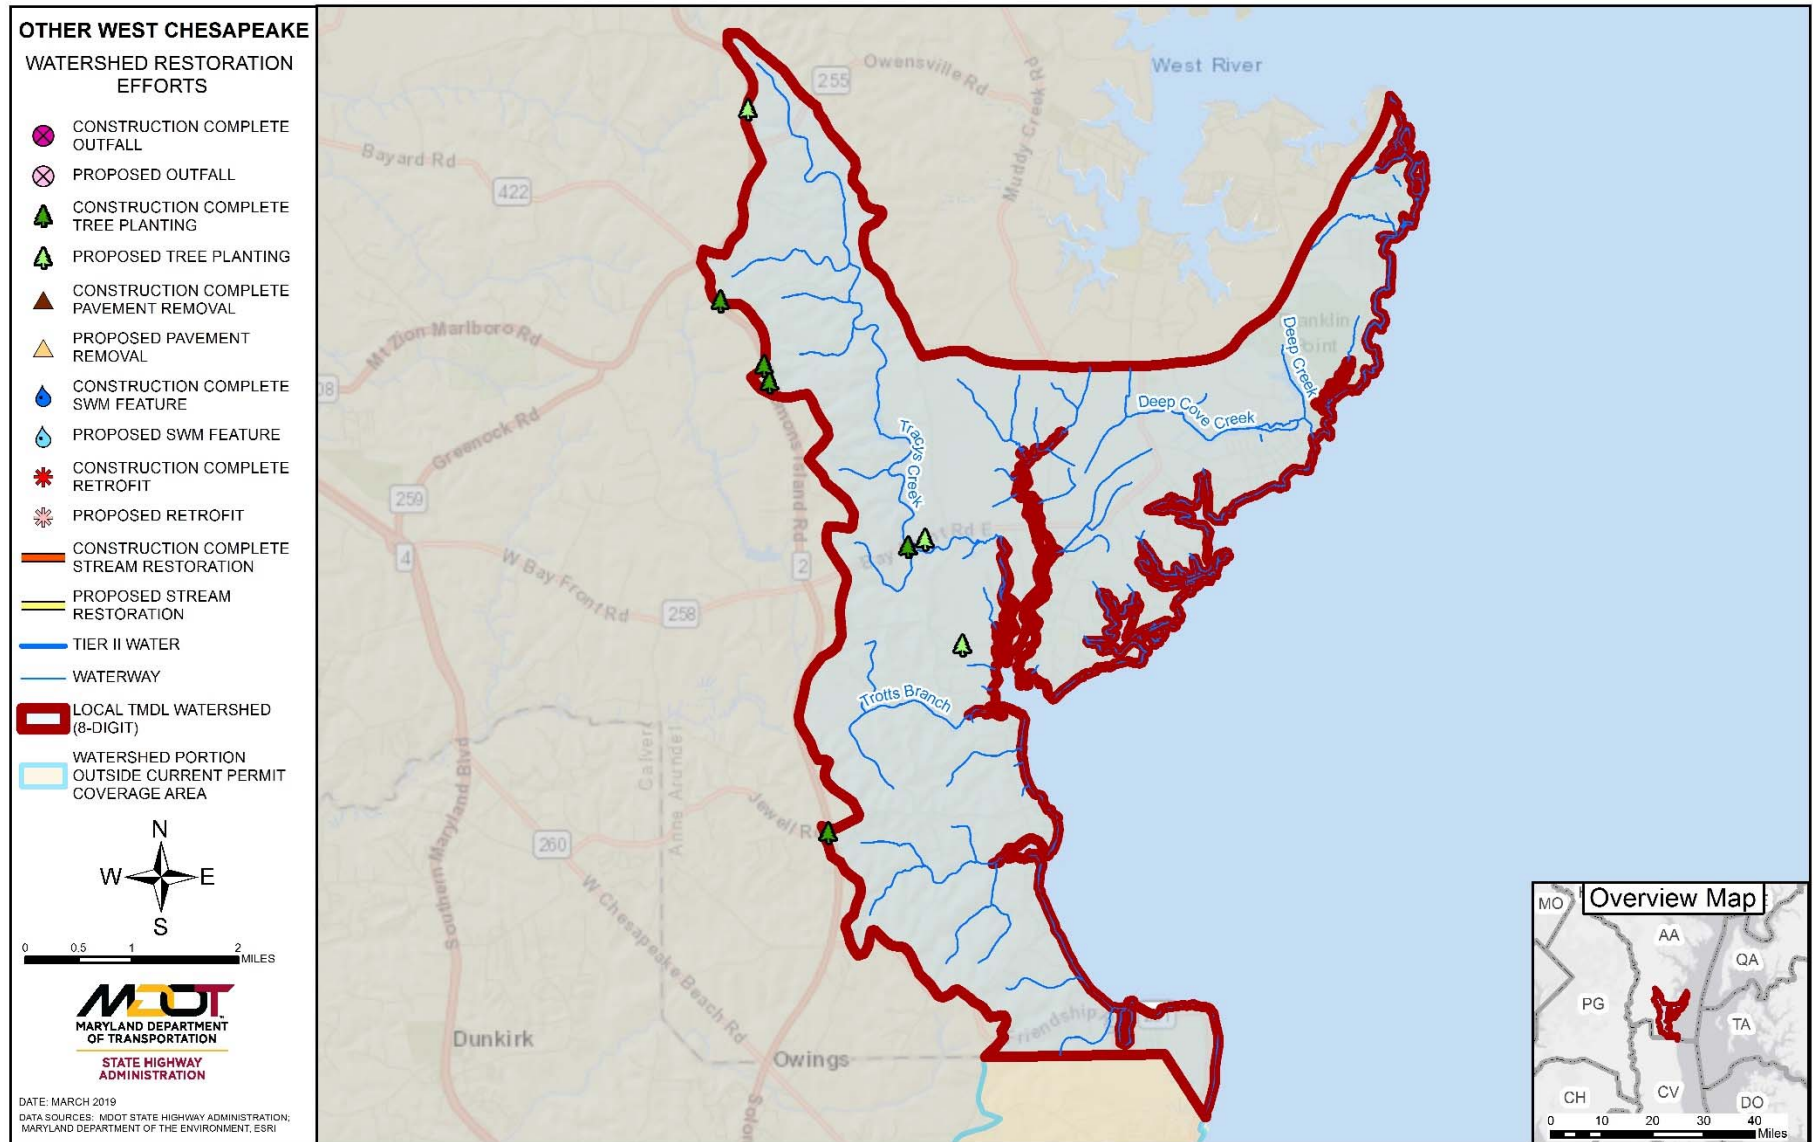 OTHER WEST CHESAPEAKE
WATERSHED RESTORATION
EFFORTS
CONSTRUCTION COMPLETE
OUTFALL
PROPOSED OUTFALL
CONSTRUCTION COMPLETE
TREE PLANTING
PROPOSED TREE PLANTING
CONSTRUCTION COMPLETE
PAVEMENT REMOVAL
PROPOSED PAVEMENT
REMOVAL
CONSTRUCTION COMPLETE
SWM FEATURE
PROPOSED SWM FEATURE
CONSTRUCTION COMPLETE
RETROFIT
PROPOSED RETROFIT
CONSTRUCTION COMPLETE
STREAM RESTORATION
PROPOSED STREAM
RESTORATION
TIER II WATER
WATERWAY
LOCAL TMDL WATERSHED
(8-DIGIT)
WATERSHED PORTION
OUTSIDE CURRENT PERMIT
COVERAGE AREA
N
W E
S
0 0.5 1 2
MILES
MDOT
MARYLAND DEPARTMENT
OF TRANSPORTATION
STATE HIGHWAY
ADMINISTRATION
DATE: MARCH 2019
DATA SOURCES: MDOT STATE HIGHWAY ADMINISTRATION;
MARYLAND DEPARTMENT OF THE ENVIRONMENT, ESRI
Owensville Rd
255
West River
Muddy Creek Rd
Bayard Rd
422
Mt Zion Marlboro Rd
Greenock Rd
259
4
W Bay Front Rd
258
2
Rd E
Tracys Creek
Deep Cove Creek
Deep Creek
Trotts Branch
Calvert
Anne Arundel
Jewell R
260
Southern Maryland Blvd
W Chesapeake Beach Rd
Dunkirk
Owings
Overview Map
MO
AA
QA
PG
TA
CH
CV
DO
0 10 20 30 40
Miles